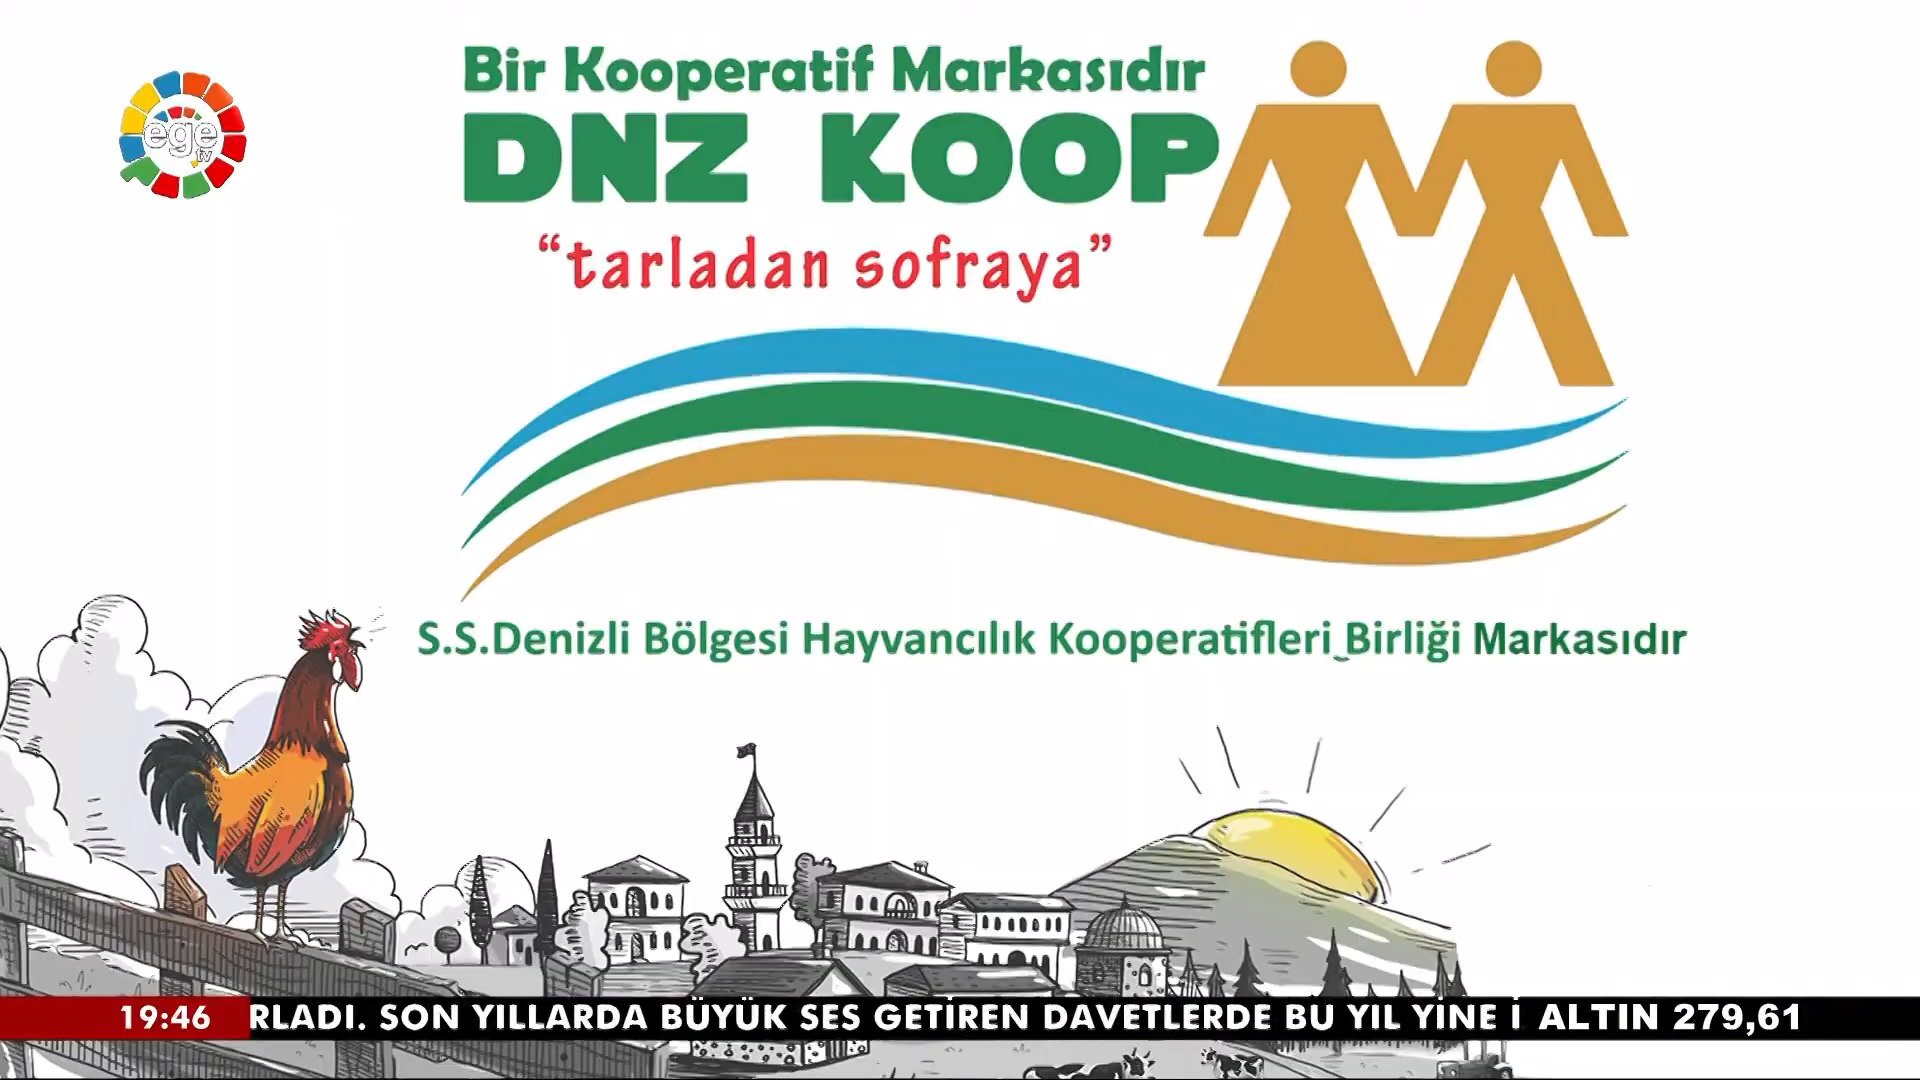 Bir Kooperatif Markasıdır
ege tv
DNZ KOOP
“tarladan sofraya”
S.S.Denizli Bölgesi Hayvancılık Kooperatifleri Birliği Markasıdır
19:46 RLADI. SON YILLARDA BÜYÜK SES GETİREN DAVETLERDE BU YIL YİNE İ ALTIN 279,61